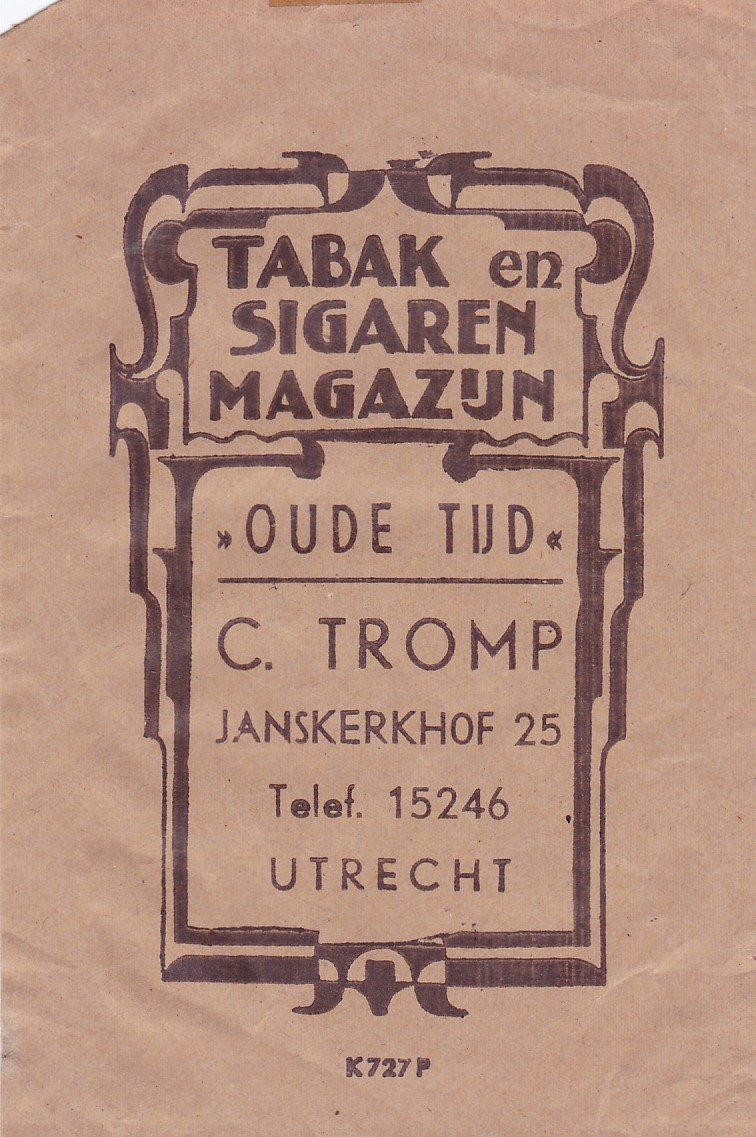 TABAK en
SIGAREN
MAGAZIJN
»OUDE TIJD«
C. TROMP
JANSKERKHOF 25
Telef. 15246
UTRECHT
K727P